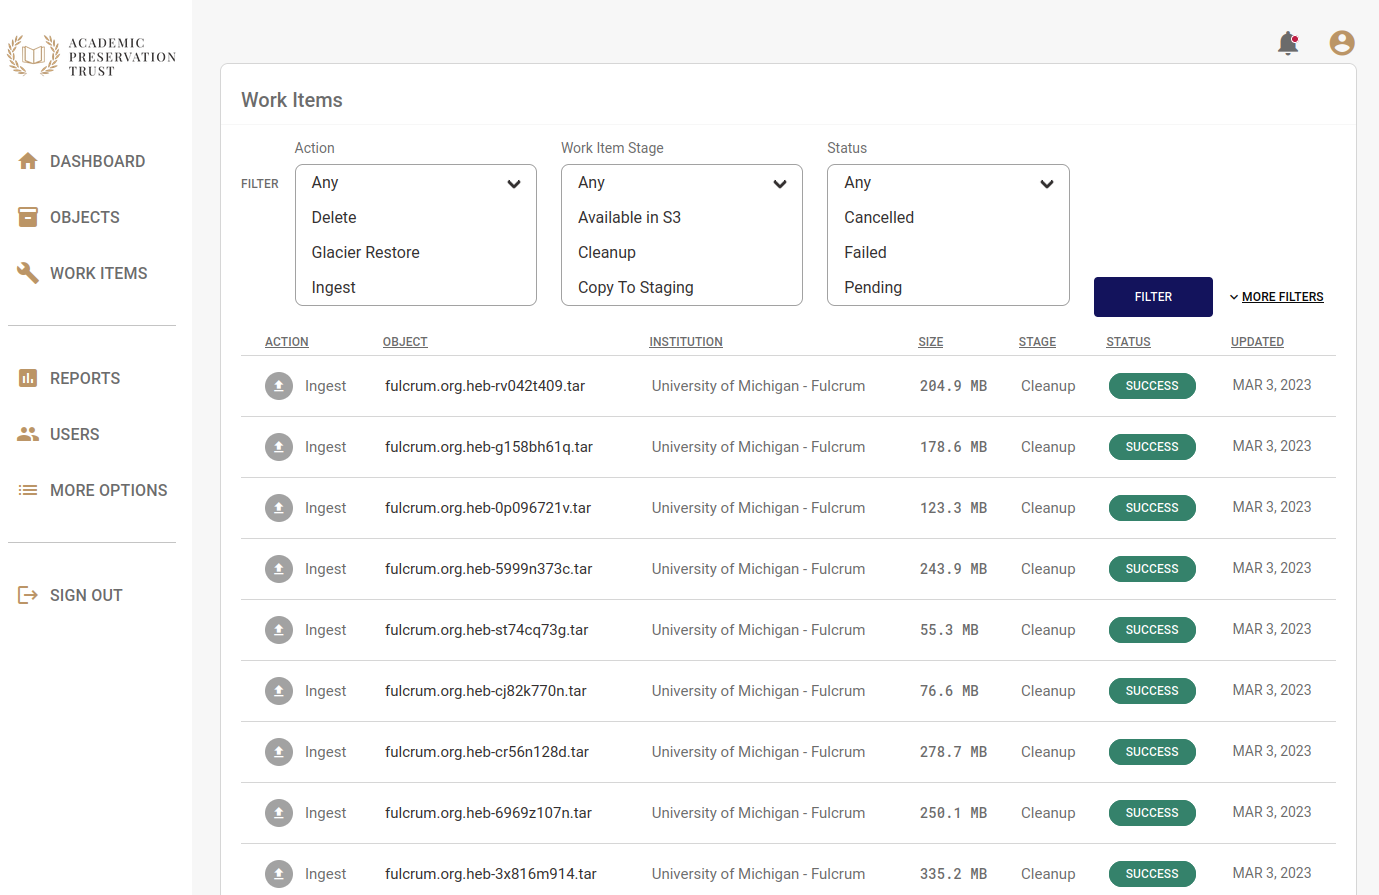 ACADEMIC
PRESERVATION
TRUST
DASHBOARD
OBJECTS
WORK ITEMS
REPORTS
USERS
MORE OPTIONS
SIGN OUT
Work Items
Action Work Item Stage Status
FILTER Any Any Any
Delete Available in S3 Cancelled
Glacier Restore Cleanup Failed
Ingest Copy To Staging Pending
FILTER MORE FILTERS
ACTION OBJECT INSTITUTION SIZE STAGE STATUS UPDATED
Ingest fulcrum.org.heb-rv042t409.tar University of Michigan - Fulcrum 204.9 MB Cleanup SUCCESS MAR 3, 2023
Ingest fulcrum.org.heb-g158bh61q.tar University of Michigan - Fulcrum 178.6 MB Cleanup SUCCESS MAR 3, 2023
Ingest fulcrum.org.heb-0p096721v.tar University of Michigan - Fulcrum 123.3 MB Cleanup SUCCESS MAR 3, 2023
Ingest fulcrum.org.heb-5999n373c.tar University of Michigan - Fulcrum 243.9 MB Cleanup SUCCESS MAR 3, 2023
Ingest fulcrum.org.heb-st74cq73g.tar University of Michigan - Fulcrum 55.3 MB Cleanup SUCCESS MAR 3, 2023
Ingest fulcrum.org.heb-cj82k770n.tar University of Michigan - Fulcrum 76.6 MB Cleanup SUCCESS MAR 3, 2023
Ingest fulcrum.org.heb-cr56n128d.tar University of Michigan - Fulcrum 278.7 MB Cleanup SUCCESS MAR 3, 2023
Ingest fulcrum.org.heb-6969z107n.tar University of Michigan - Fulcrum 250.1 MB Cleanup SUCCESS MAR 3, 2023
Ingest fulcrum.org.heb-3x816m914.tar University of Michigan - Fulcrum 335.2 MB Cleanup SUCCESS MAR 3, 2023